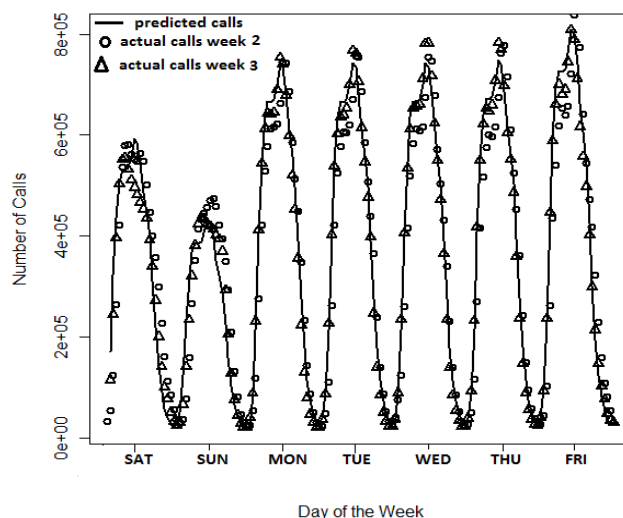 predicted calls
actual calls week 2
actual calls week 3
Number of Calls
8e+05
6e+05
4e+05
2e+05
0e+00
SAT SUN MON TUE WED THU FRI
Day of the Week